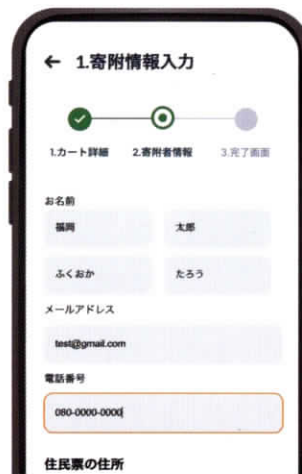 ← 1.寄附情報入力
1.カート詳細 2.寄附者情報 3.完了画面
お名前
福岡 太郎
ふくおか たろう
メールアドレス
test@gmail.com
電話番号
080-0000-0000
住民票の住所